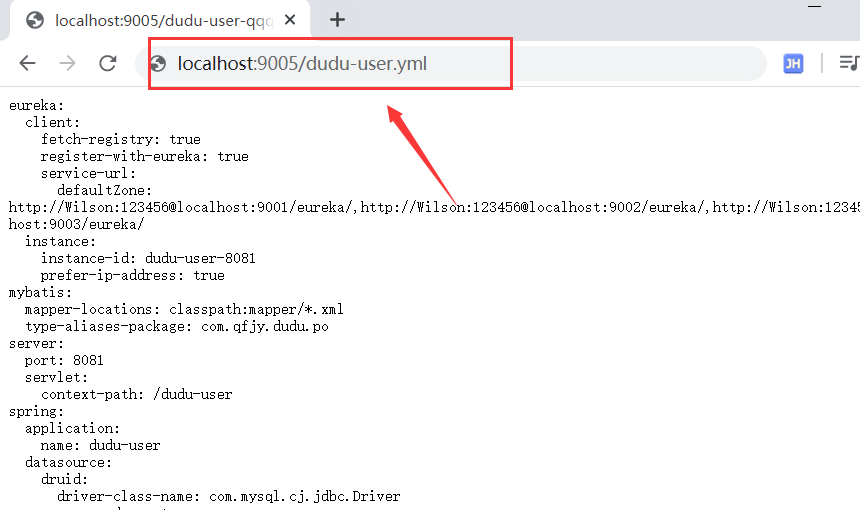 localhost:9005/dudu-user-qqq
localhost:9005/dudu-user.yml
JH
eureka:
client:
fetch-registry: true
register-with-eureka: true
service-url:
defaultZone:
http://Wilson:123456@localhost:9001/eureka/,http://Wilson:123456@localhost:9002/eureka/,http://Wilson:12345
host:9003/eureka/
instance:
instance-id: dudu-user-8081
prefer-ip-address: true
mybatis:
mapper-locations: classpath:mapper/*.xml
type-aliases-package: com.qfjy.dudu.po
server:
port: 8081
servlet:
context-path: /dudu-user
spring:
application:
name: dudu-user
datasource:
druid:
driver-class-name: com.mysql.cj.jdbc.Driver